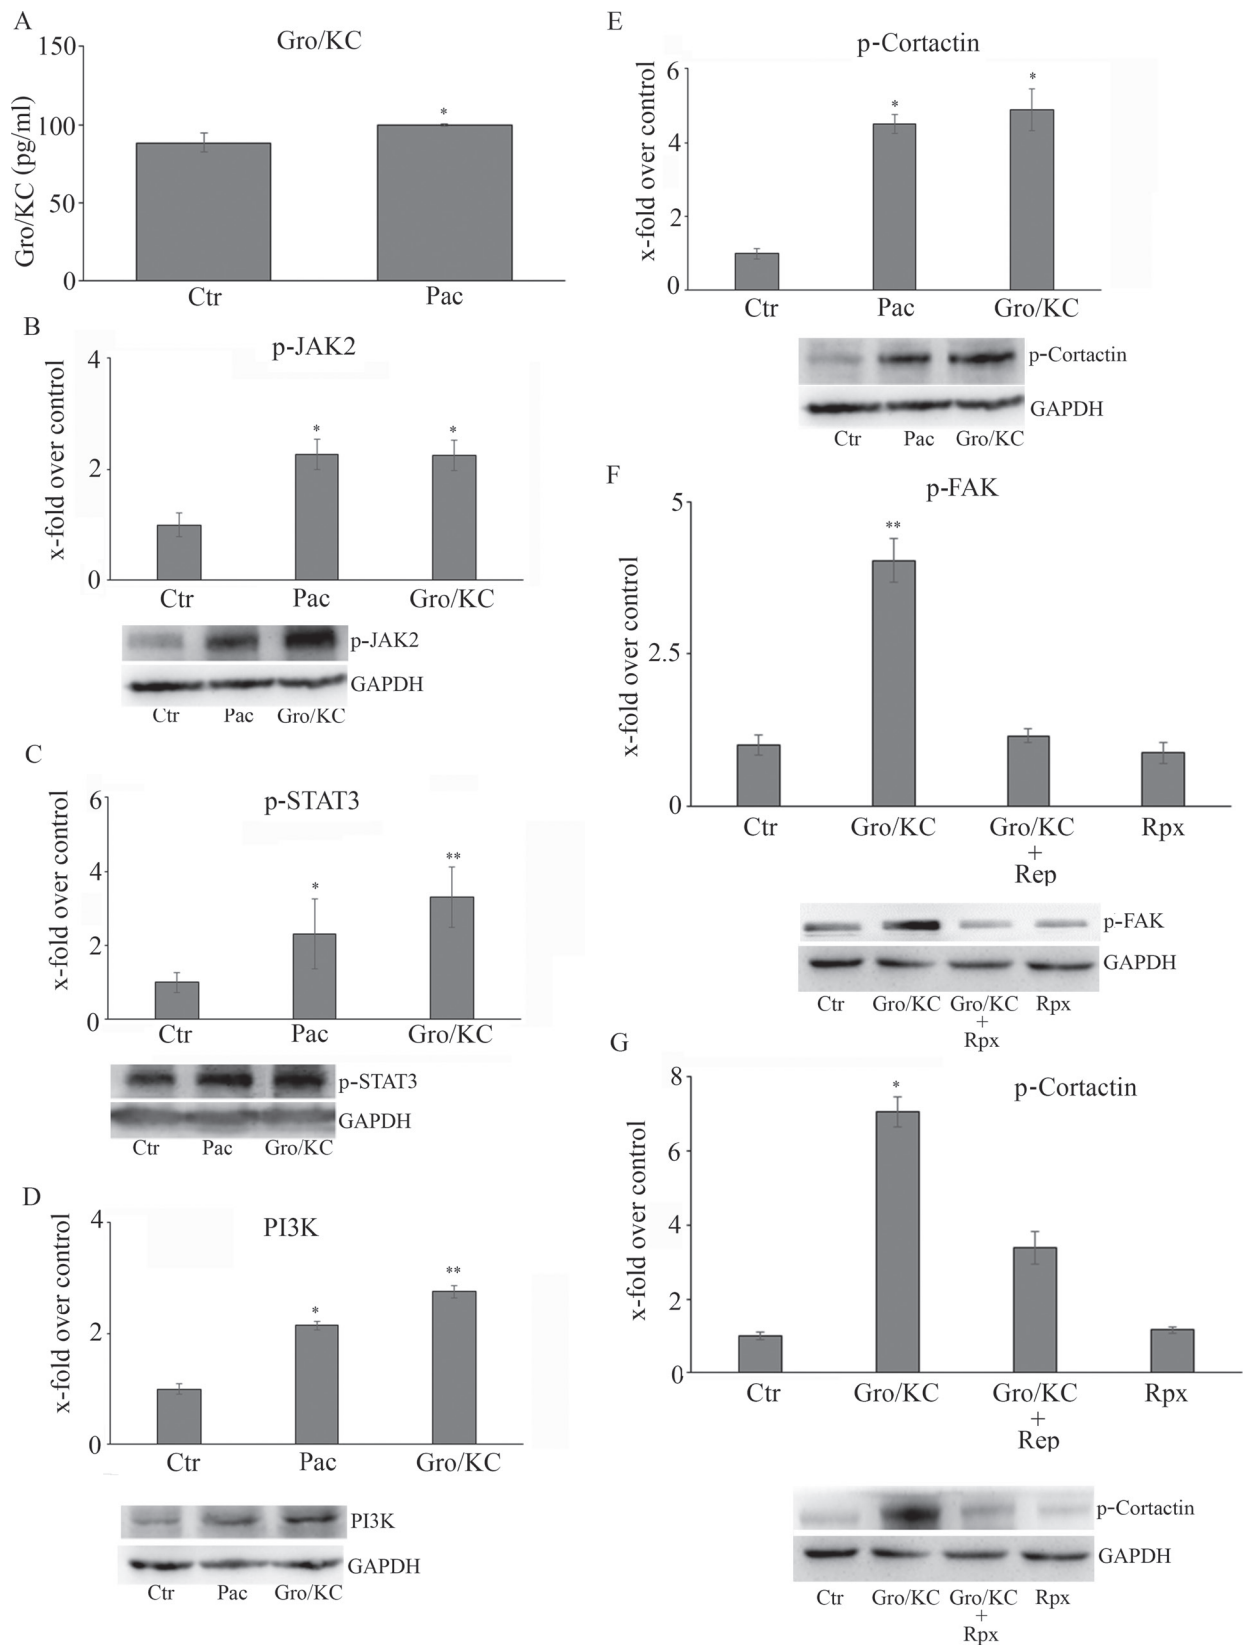 A
Gro/KC
Gro/KC (pg/ml)
150
100
50
0
*
Ctr
Pac
B
p-JAK2
x-fold over control
4
2
0
*
*
Ctr
Pac
Gro/KC
p-JAK2
GAPDH
Ctr
Pac
Gro/KC
C
p-STAT3
x-fold over control
6
4
2
0
*
**
Ctr
Pac
Gro/KC
p-STAT3
GAPDH
Ctr
Pac
Gro/KC
D
PI3K
x-fold over control
4
2
0
*
**
Ctr
Pac
Gro/KC
PI3K
GAPDH
Ctr
Pac
Gro/KC
E
p-Cortactin
x-fold over control
6
4
2
0
*
*
Ctr
Pac
Gro/KC
p-Cortactin
GAPDH
Ctr
Pac
Gro/KC
F
p-FAK
x-fold over control
5
2.5
0
**
Ctr
Gro/KC
Gro/KC
+
Rep
Rpx
p-FAK
GAPDH
Ctr
Gro/KC
Gro/KC
+
Rpx
Rpx
G
p-Cortactin
x-fold over control
8
6
4
2
0
*
Ctr
Gro/KC
Gro/KC
+
Rep
Rpx
p-Cortactin
GAPDH
Ctr
Gro/KC
Gro/KC
+
Rpx
Rpx